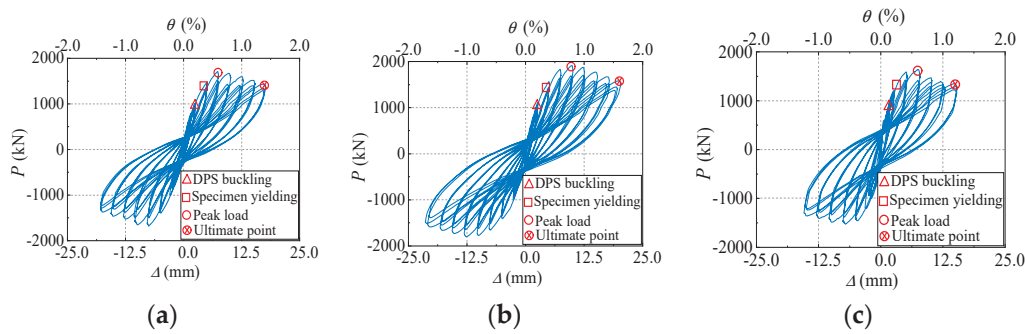 θ (%)
-2.0 -1.0 0.0 1.0 2.0
P (kN)
2000
1000
0
-1000
-2000
DPS buckling
Specimen yielding
Peak load
Ultimate point
-25.0 -12.5 0.0 12.5 25.0
Δ (mm)
(a)
θ (%)
-2.0 -1.0 0.0 1.0 2.0
P (kN)
2000
1000
0
-1000
-2000
DPS buckling
Specimen yielding
Peak load
Ultimate point
-25.0 -12.5 0.0 12.5 25.0
Δ (mm)
(b)
θ (%)
-2.0 -1.0 0.0 1.0 2.0
P (kN)
2000
1000
0
-1000
-2000
DPS buckling
Specimen yielding
Peak load
Ultimate point
-25.0 -12.5 0.0 12.5 25.0
Δ (mm)
(c)